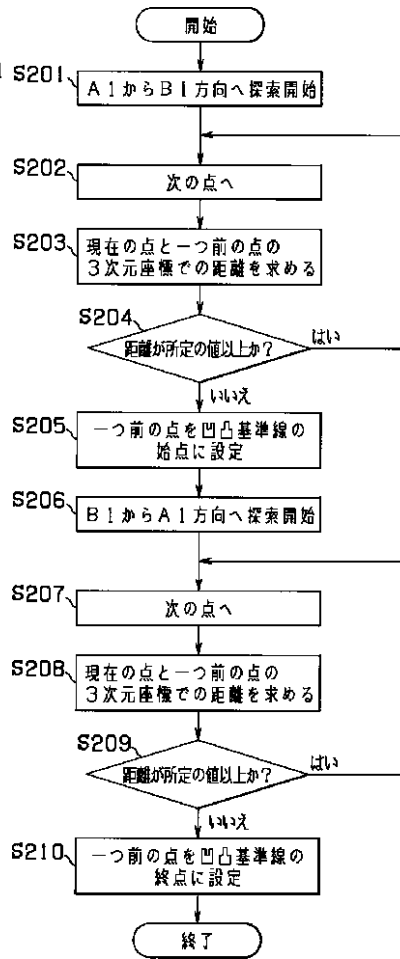 開始
S201
A1からB1方向へ探索開始
S202
次の点へ
S203
現在の点と一つ前の点の
3次元座標での距離を求める
S204
距離が所定の値以上か?
はい
いいえ
S205
一つ前の点を凹凸基準線の
始点に設定
S206
B1からA1方向へ探索開始
S207
次の点へ
S208
現在の点と一つ前の点の
3次元座標での距離を求める
S209
距離が所定の値以上か?
はい
いいえ
S210
一つ前の点を凹凸基準線の
終点に設定
終了